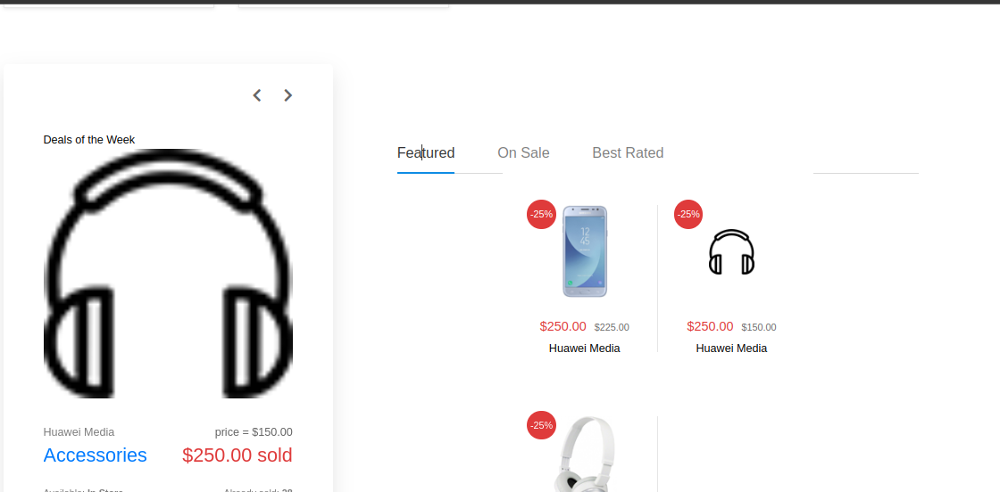 Deals of the Week
Huawei Media price = $150.00
Accessories $250.00 sold
Available: In Store Already sold: 28
Featured On Sale Best Rated
-25% -25%
12
45
$250.00 $225.00 $250.00 $150.00
Huawei Media Huawei Media
-25%